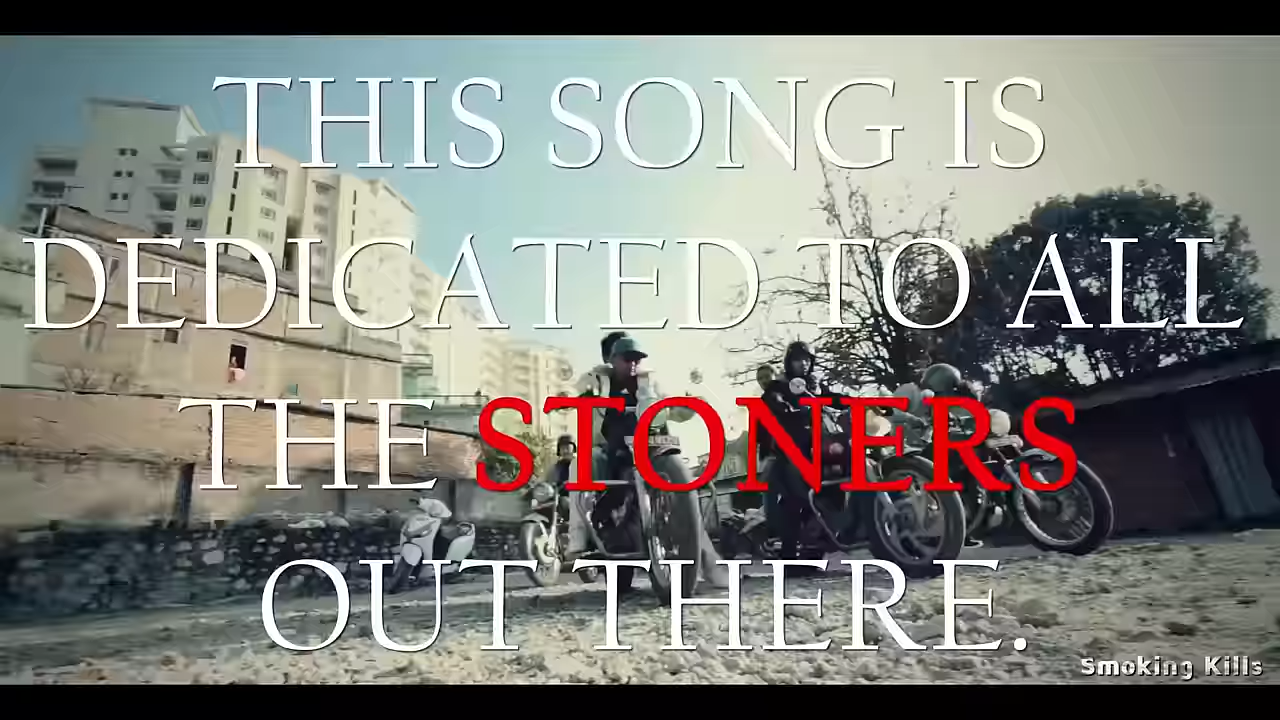 THIS SONG IS
DEDICATED TO ALL
THE STONERS
OUT THERE.
Smoking Kills